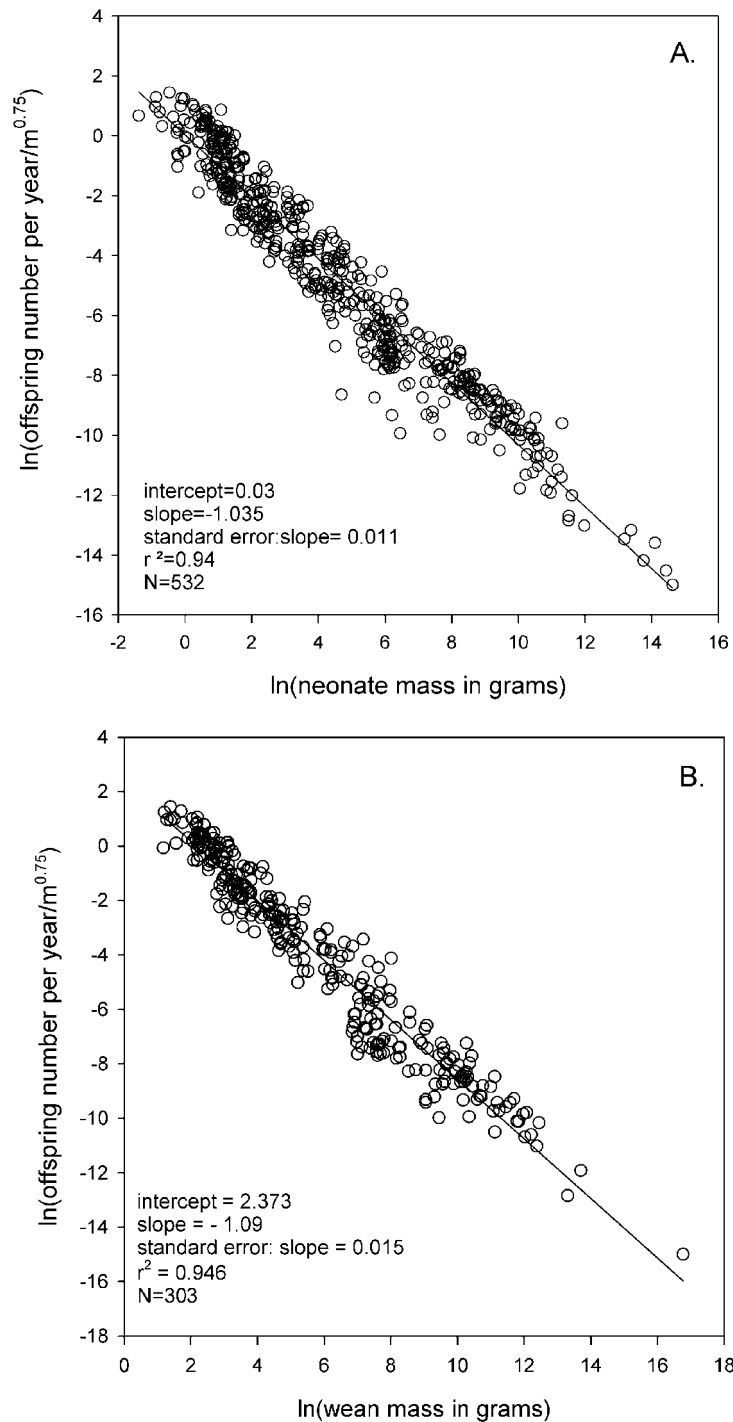 A.
4
2
0
-2
-4
-6
-8
-10
-12
-14
-16
ln(offspring number per year/m^0.75)
intercept=0.03
slope=-1.035
standard error:slope= 0.011
r ²=0.94
N=532
-2 0 2 4 6 8 10 12 14 16
ln(neonate mass in grams)
B.
4
2
0
-2
-4
-6
-8
-10
-12
-14
-16
-18
ln(offspring number per year/m^0.75)
intercept = 2.373
slope = - 1.09
standard error: slope = 0.015
r² = 0.946
N=303
0 2 4 6 8 10 12 14 16 18
ln(wean mass in grams)